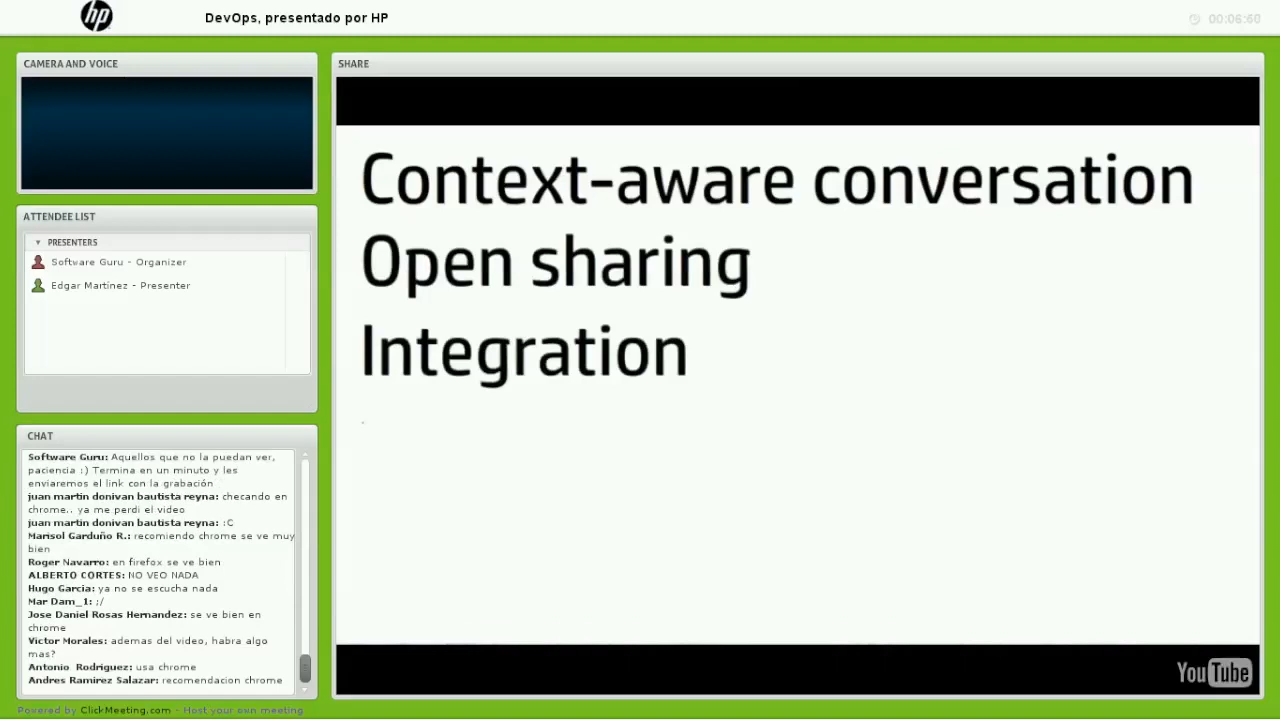 hp
DevOps, presentado por HP
00:06:60
CAMERA AND VOICE
SHARE
Context-aware conversation
Open sharing
Integration
ATTENDEE LIST
PRESENTERS
Software Guru - Organizer
Edgar Martinez - Presenter
CHAT
Software Guru: Aquellos que no la puedan ver,
paciencia :) Termina en un minuto y les
enviaremos el link con la grabación
juan martin donivan bautista reyna: checando en
chrome.. ya me perdi el video
juan martin donivan bautista reyna: :C
Marisol Garduño R.: recomiendo chrome se ve muy
bien
Roger Navarro: en firefox se ve bien
ALBERTO CORTES: NO VEO NADA
Hugo Garcia: ya no se escucha nada
Mar Dam_1: ;/
Jose Daniel Rosas Hernandez: se ve bien en
chrome
Victor Morales: ademas del video, habra algo
mas?
Antonio Rodriguez: usa chrome
Andres Ramirez Salazar: recomendacion chrome
YouTube
Powered by ClickMeeting.com - Host your own meeting